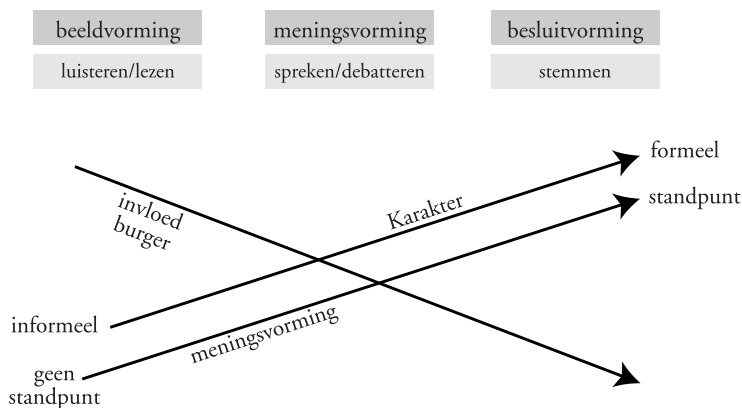 beeldvorming
meningsvorming
besluitvorming
luisteren/lezen
spreken/debatteren
stemmen
formeel
standpunt
Karakter
invloed
burger
informeel
meningsvorming
geen
standpunt